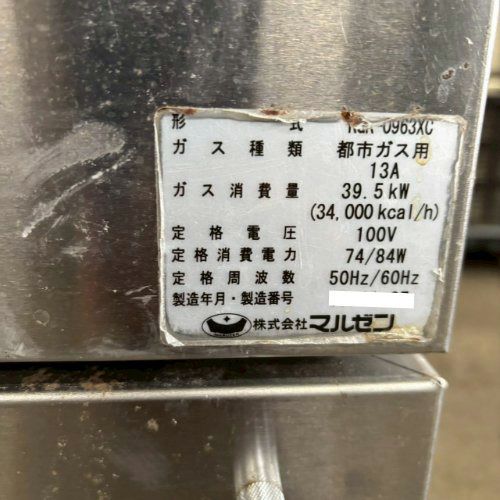 形 式 RGR-0963XC
ガス種類 都市ガス用
13A
ガス消費量 39.5kW
(34,000kcal/h)
定格電圧 100V
定格消費電力 74/84W
定格周波数 50Hz/60Hz
製造年月・製造番号
株式会社マルゼン